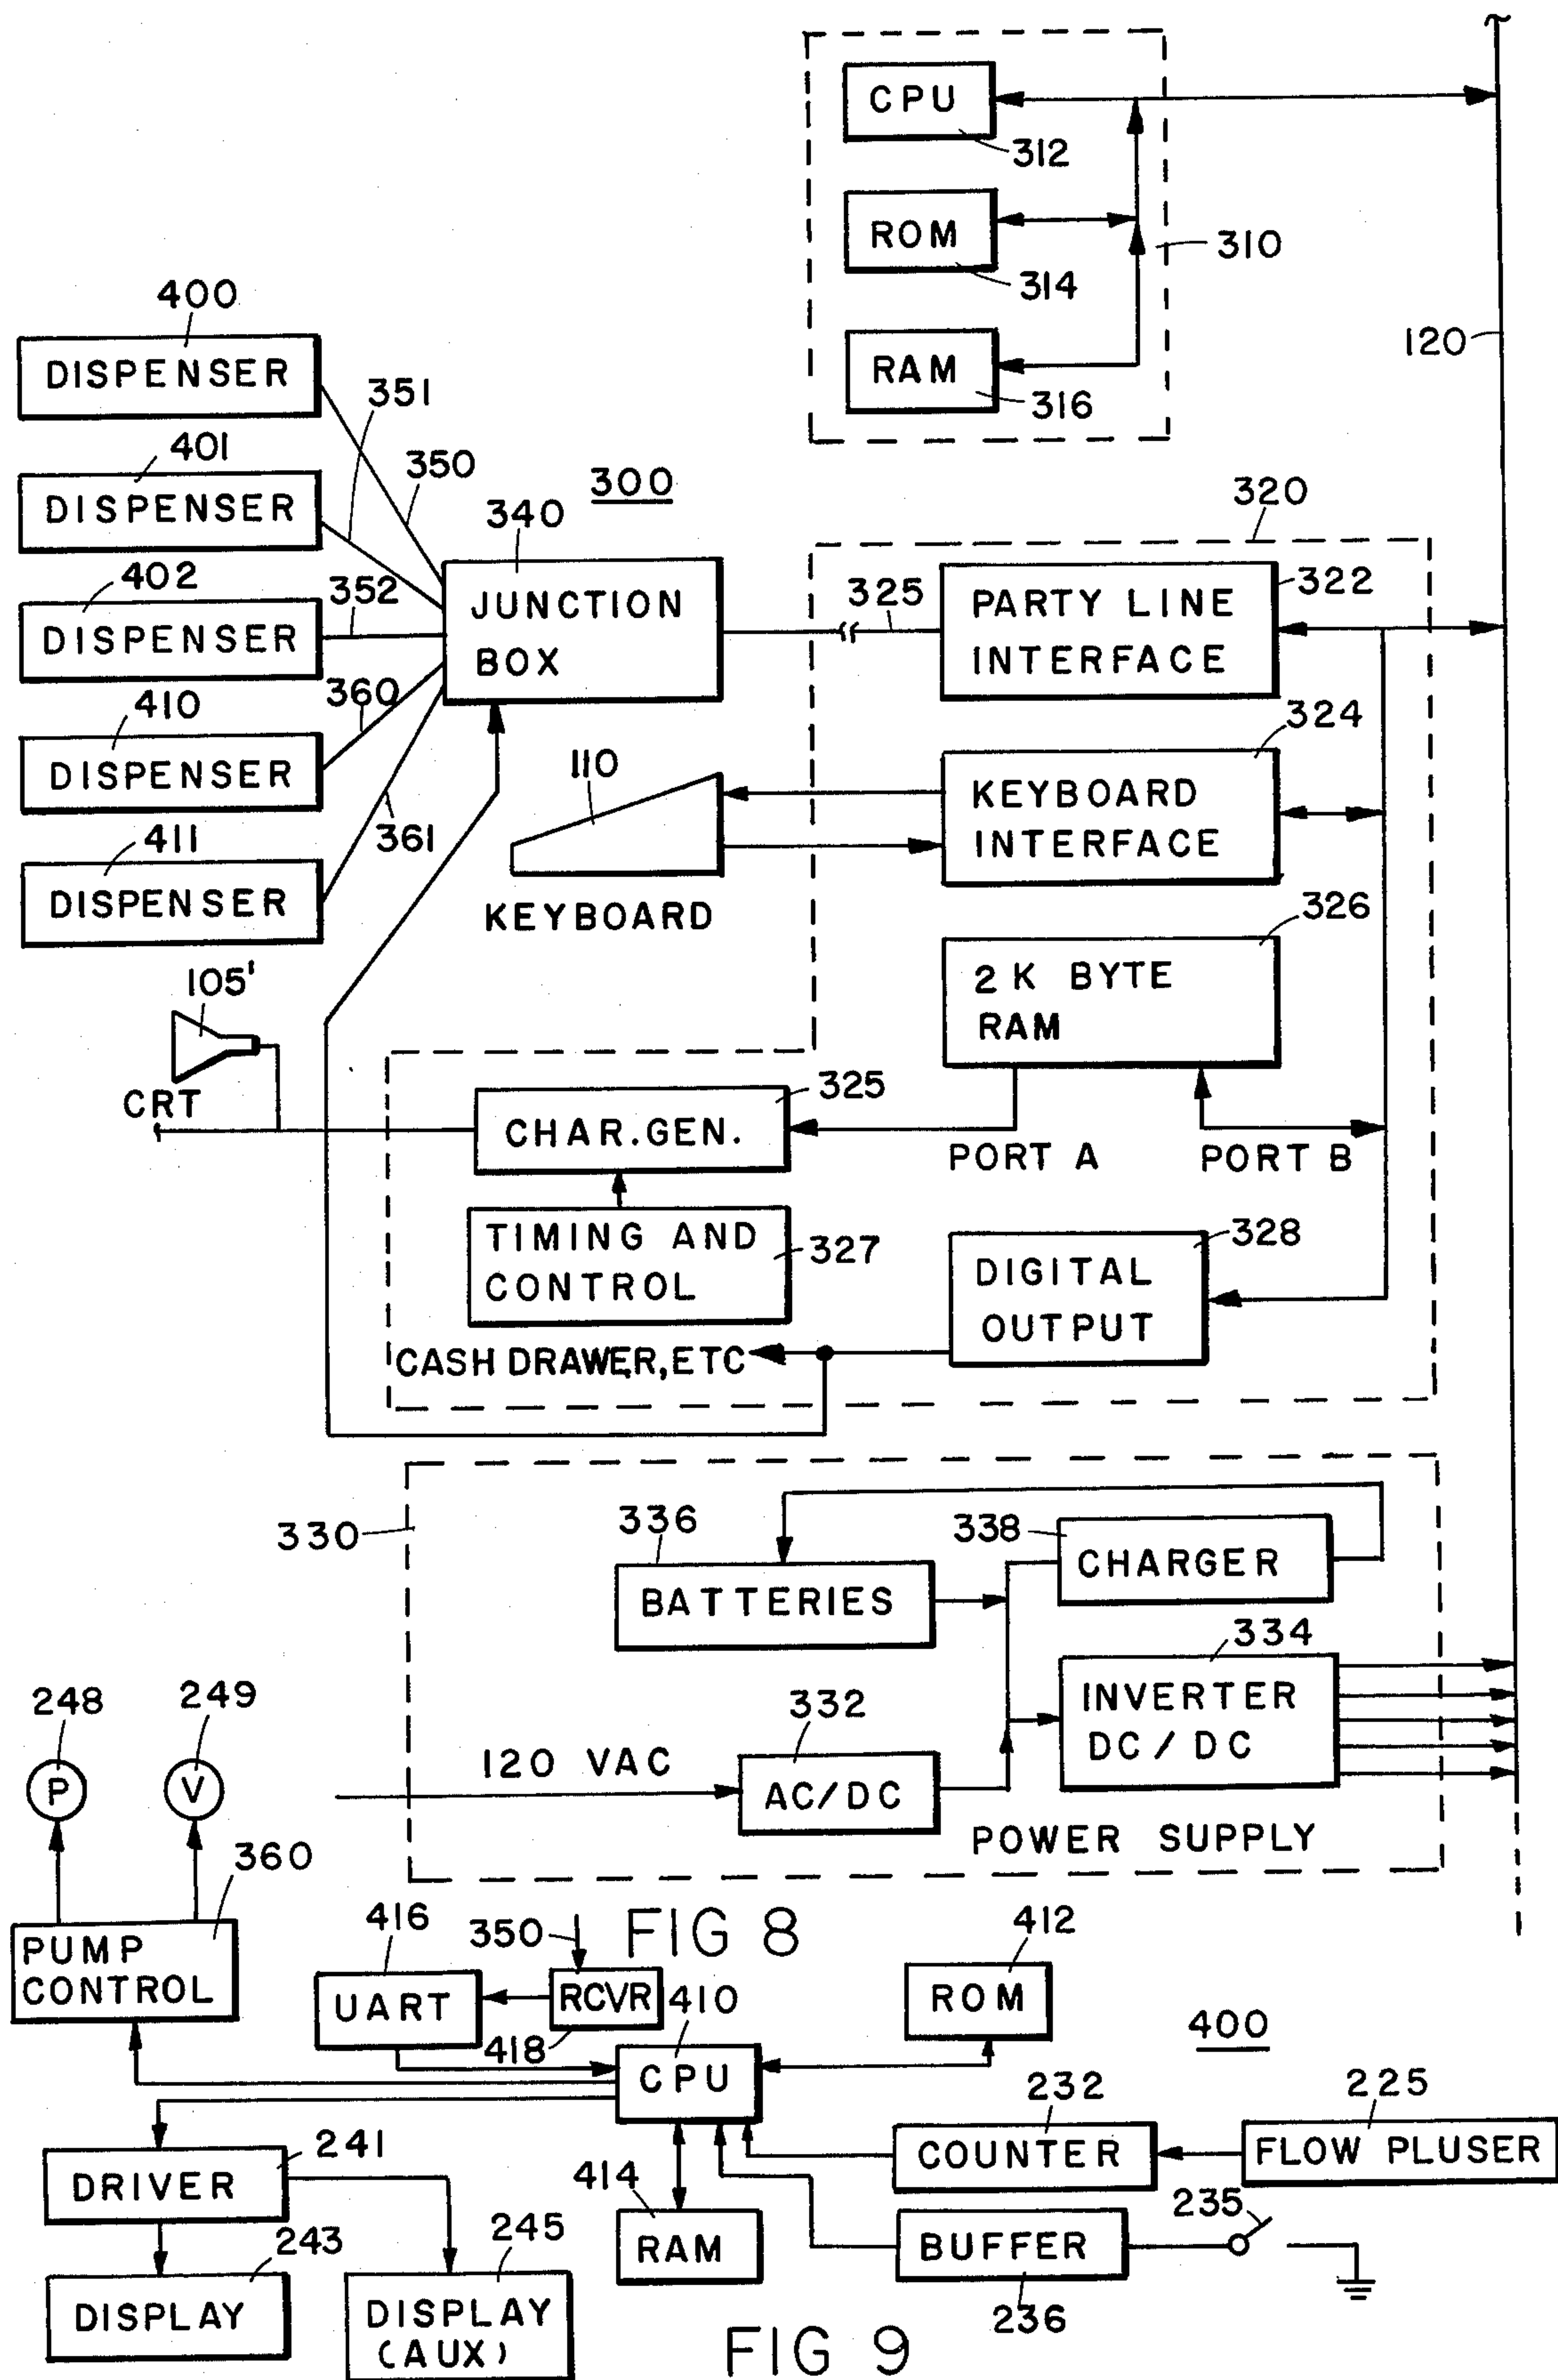 CPU
312
ROM
310
314
400
120
DISPENSER
RAM
351
316
401
350
300
DISPENSER
340
320
402
352
JUNCTION
BOX
325
PARTY LINE
INTERFACE
322
DISPENSER
360
410
324
110
DISPENSER
KEYBOARD
INTERFACE
361
411
DISPENSER
KEYBOARD
326
105'
2K BYTE
RAM
CRT
325
CHAR.GEN.
PORT A
PORT B
TIMING AND
CONTROL
327
328
DIGITAL
OUTPUT
CASH DRAWER, ETC
330
336
338
CHARGER
BATTERIES
334
248
249
332
INVERTER
DC/DC
P
V
120 VAC
AC/DC
POWER SUPPLY
360
416
350
FIG 8
412
PUMP
CONTROL
UART
RCVR
410
ROM
418
400
CPU
232
225
241
COUNTER
FLOW PLUSER
DRIVER
414
235
243
245
RAM
BUFFER
DISPLAY
DISPLAY
(AUX)
236
FIG 9